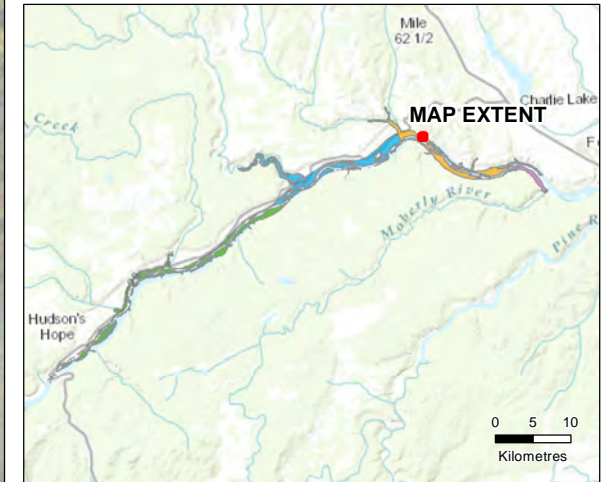 Mile
62 1/2
Charlie Lake
MAP EXTENT
F
Creek
Moberly River
Pine R
Hudson's
Hope
0 5 10
Kilometres